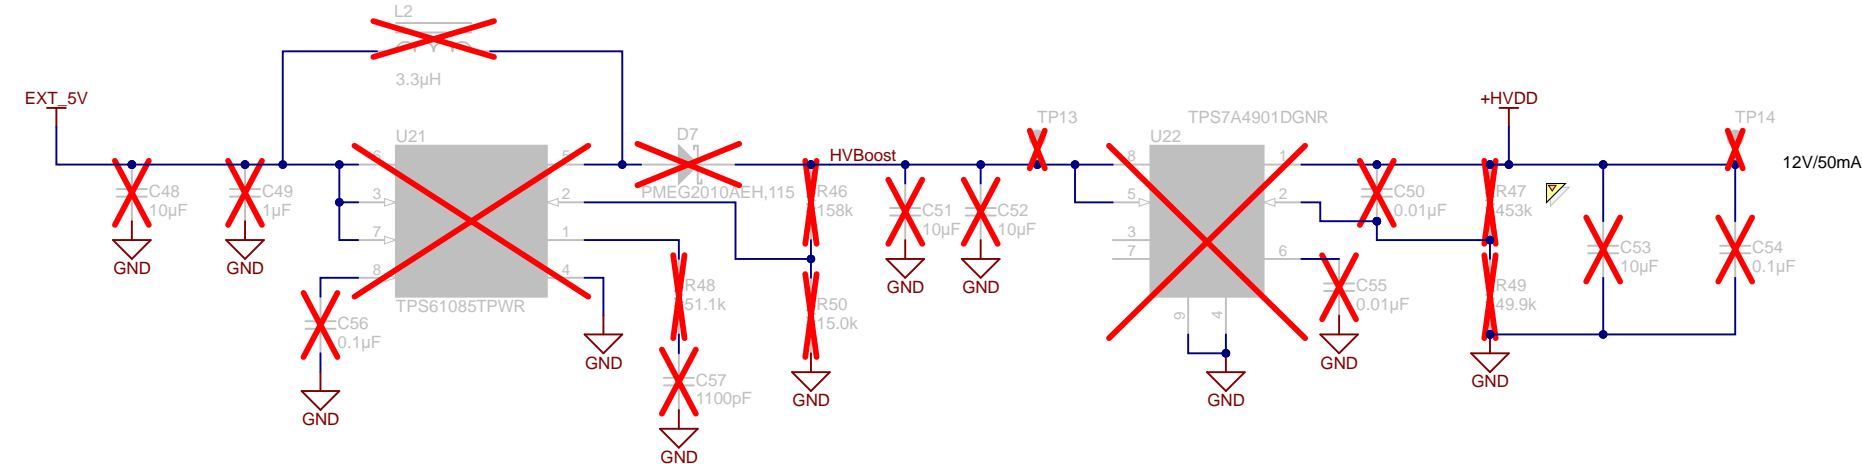 L2
3.3µH
EXT_5V
U21
D7
TP13
TPS7A4901DGNR
U22
+HVDD
TP14
HVBoost
12V/50mA
6
5
8
1
C48
10µF
C49
1µF
3
2
PMEG2010AEH,115
R46
158k
C51
10µF
C52
10µF
5
2
C50
0.01µF
R47
453k
7
1
3
7
6
C53
10µF
C54
0.1µF
GND
GND
8
4
TPS61085TPWR
R48
51.1k
R50
15.0k
GND
GND
9
4
C55
0.01µF
R49
49.9k
C56
0.1µF
GND
GND
GND
C57
1100pF
GND
GND
GND
GND